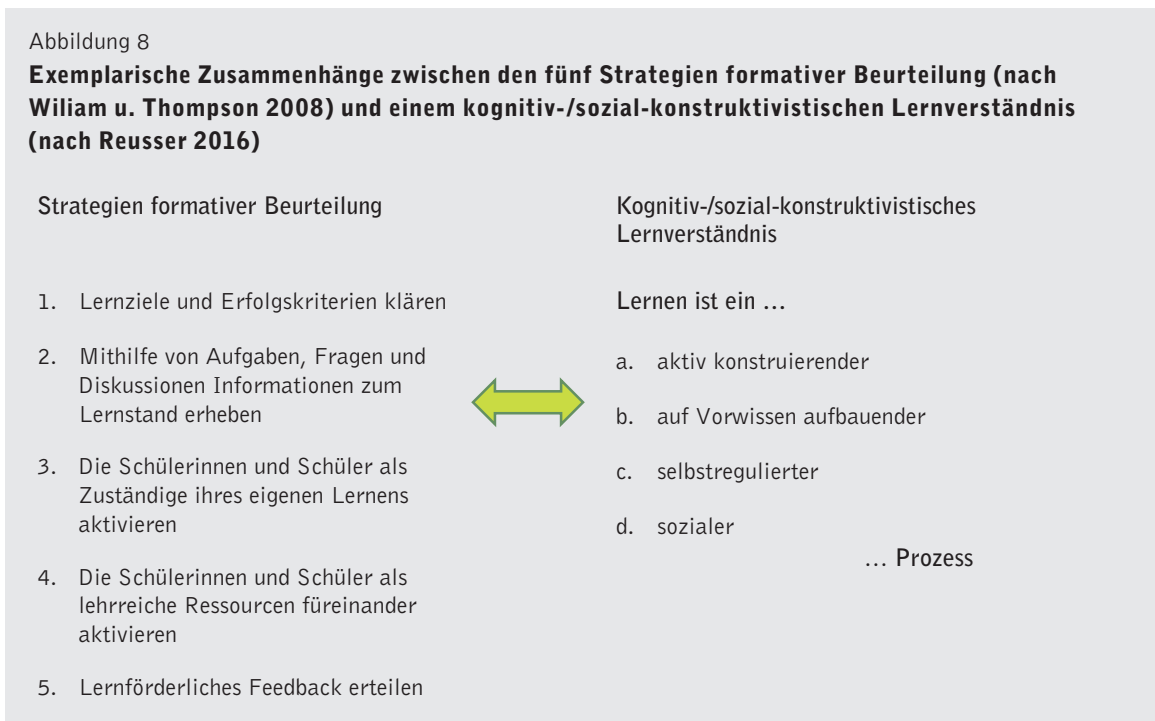 Abbildung 8
Exemplarische Zusammenhänge zwischen den fünf Strategien formativer Beurteilung (nach
Wiliam u. Thompson 2008) und einem kognitiv-/sozial-konstruktivistischen Lernverständnis
(nach Reusser 2016)
Strategien formativer Beurteilung
1. Lernziele und Erfolgskriterien klären
2. Mithilfe von Aufgaben, Fragen und
Diskussionen Informationen zum
Lernstand erheben
3. Die Schülerinnen und Schüler als
Zuständige ihres eigenen Lernens
aktivieren
4. Die Schülerinnen und Schüler als
lehrreiche Ressourcen füreinander
aktivieren
5. Lernförderliches Feedback erteilen
Kognitiv-/sozial-konstruktivistisches
Lernverständnis
Lernen ist ein …
a. aktiv konstruierender
b. auf Vorwissen aufbauender
c. selbstregulierter
d. sozialer
… Prozess